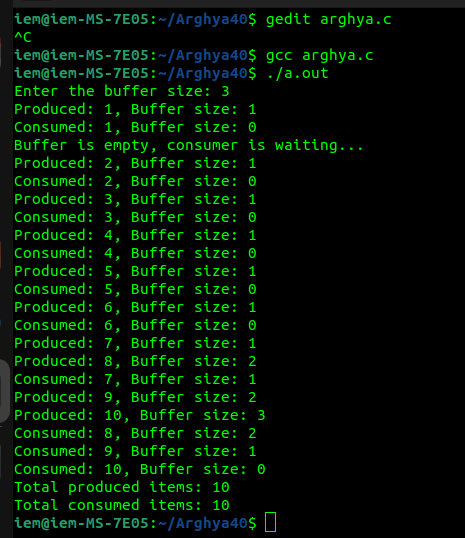 iem@iem-MS-7E05:~/Arghya40$ gedit arghya.c
^C
iem@iem-MS-7E05:~/Arghya40$ gcc arghya.c
iem@iem-MS-7E05:~/Arghya40$ ./a.out
Enter the buffer size: 3
Produced: 1, Buffer size: 1
Consumed: 1, Buffer size: 0
Buffer is empty, consumer is waiting...
Produced: 2, Buffer size: 1
Consumed: 2, Buffer size: 0
Produced: 3, Buffer size: 1
Consumed: 3, Buffer size: 0
Produced: 4, Buffer size: 1
Consumed: 4, Buffer size: 0
Produced: 5, Buffer size: 1
Consumed: 5, Buffer size: 0
Produced: 6, Buffer size: 1
Consumed: 6, Buffer size: 0
Produced: 7, Buffer size: 1
Produced: 8, Buffer size: 2
Consumed: 7, Buffer size: 1
Produced: 9, Buffer size: 2
Produced: 10, Buffer size: 3
Consumed: 8, Buffer size: 2
Consumed: 9, Buffer size: 1
Consumed: 10, Buffer size: 0
Total produced items: 10
Total consumed items: 10
iem@iem-MS-7E05:~/Arghya40$